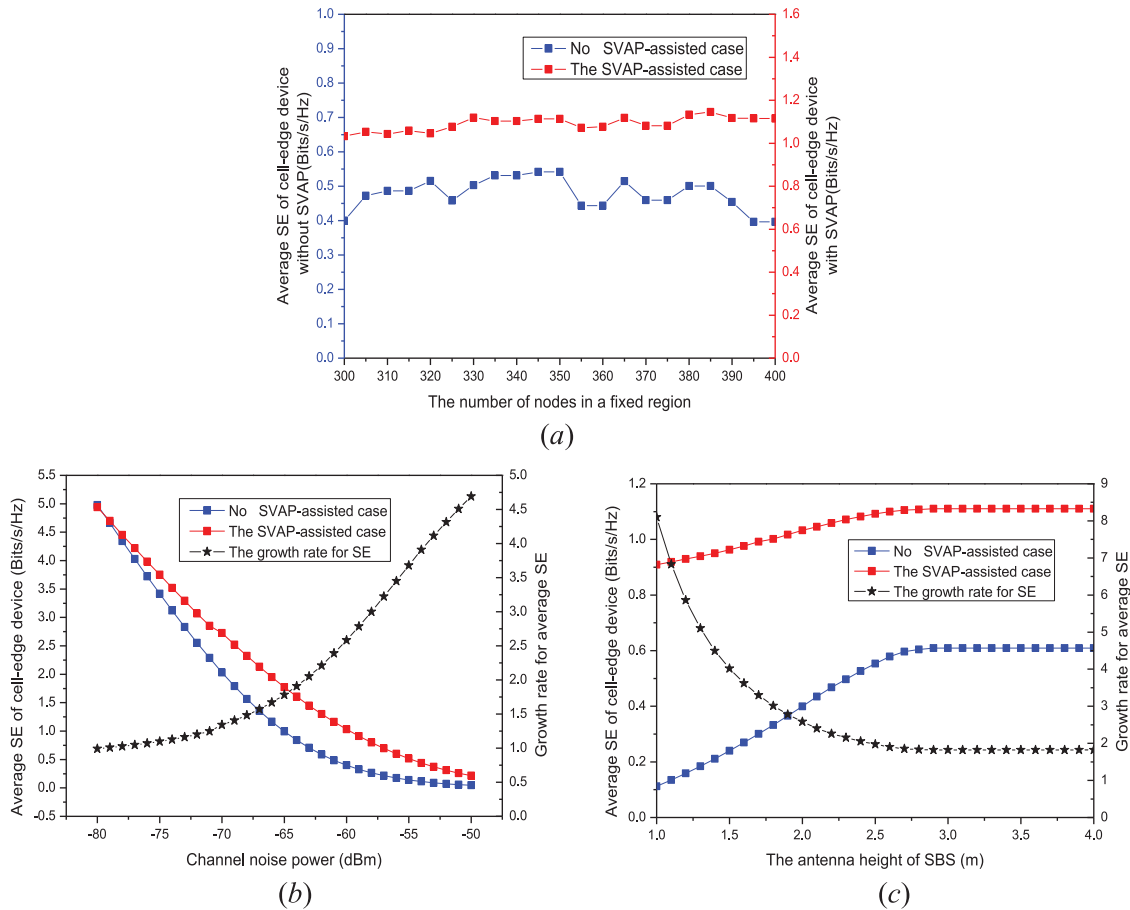 No SVAP-assisted case
The SVAP-assisted case
Average SE of cell-edge device
without SVAP(Bits/s/Hz)
1.0
0.9
0.8
0.7
0.6
0.5
0.4
0.3
0.2
0.1
0.0
1.6
1.4
1.2
1.0
0.8
0.6
0.4
0.2
0.0
Average SE of cell-edge device
with SVAP(Bits/s/Hz)
300 310 320 330 340 350 360 370 380 390 400
The number of nodes in a fixed region
(a)
No SVAP-assisted case
The SVAP-assisted case
The growth rate for SE
Average SE of cell-edge device (Bits/s/Hz)
5.5
5.0
4.5
4.0
3.5
3.0
2.5
2.0
1.5
1.0
0.5
0.0
-0.5
5.0
4.5
4.0
3.5
3.0
2.5
2.0
1.5
1.0
0.5
0.0
Growth rate for average SE
-80 -75 -70 -65 -60 -55 -50
Channel noise power (dBm)
(b)
No SVAP-assisted case
The SVAP-assisted case
The growth rate for SE
Average SE of cell-edge device (Bits/s/Hz)
1.2
1.0
0.8
0.6
0.4
0.2
0.0
9
8
7
6
5
4
3
2
1
0
Growth rate for average SE
1.0 1.5 2.0 2.5 3.0 3.5 4.0
The antenna height of SBS (m)
(c)